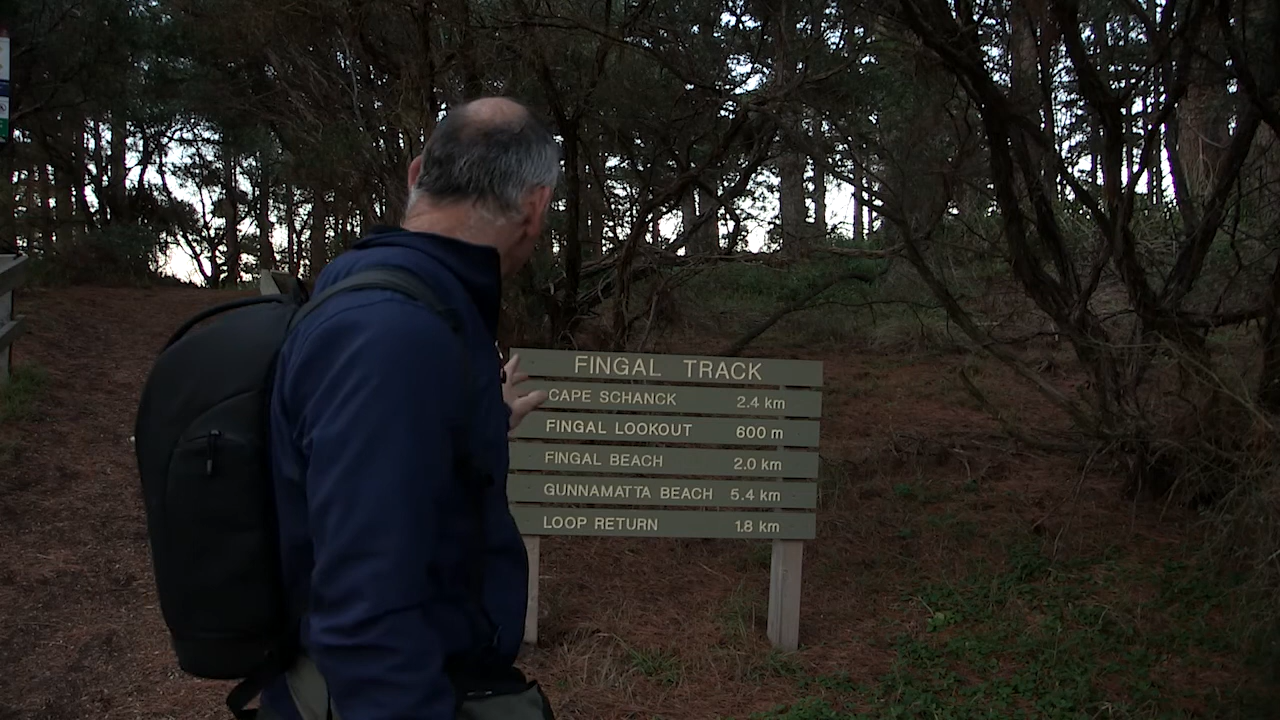 FINGAL TRACK
CAPE SCHANCK 2.4 km
FINGAL LOOKOUT 600 m
FINGAL BEACH 2.0 km
GUNNAMATTA BEACH 5.4 km
LOOP RETURN 1.8 km